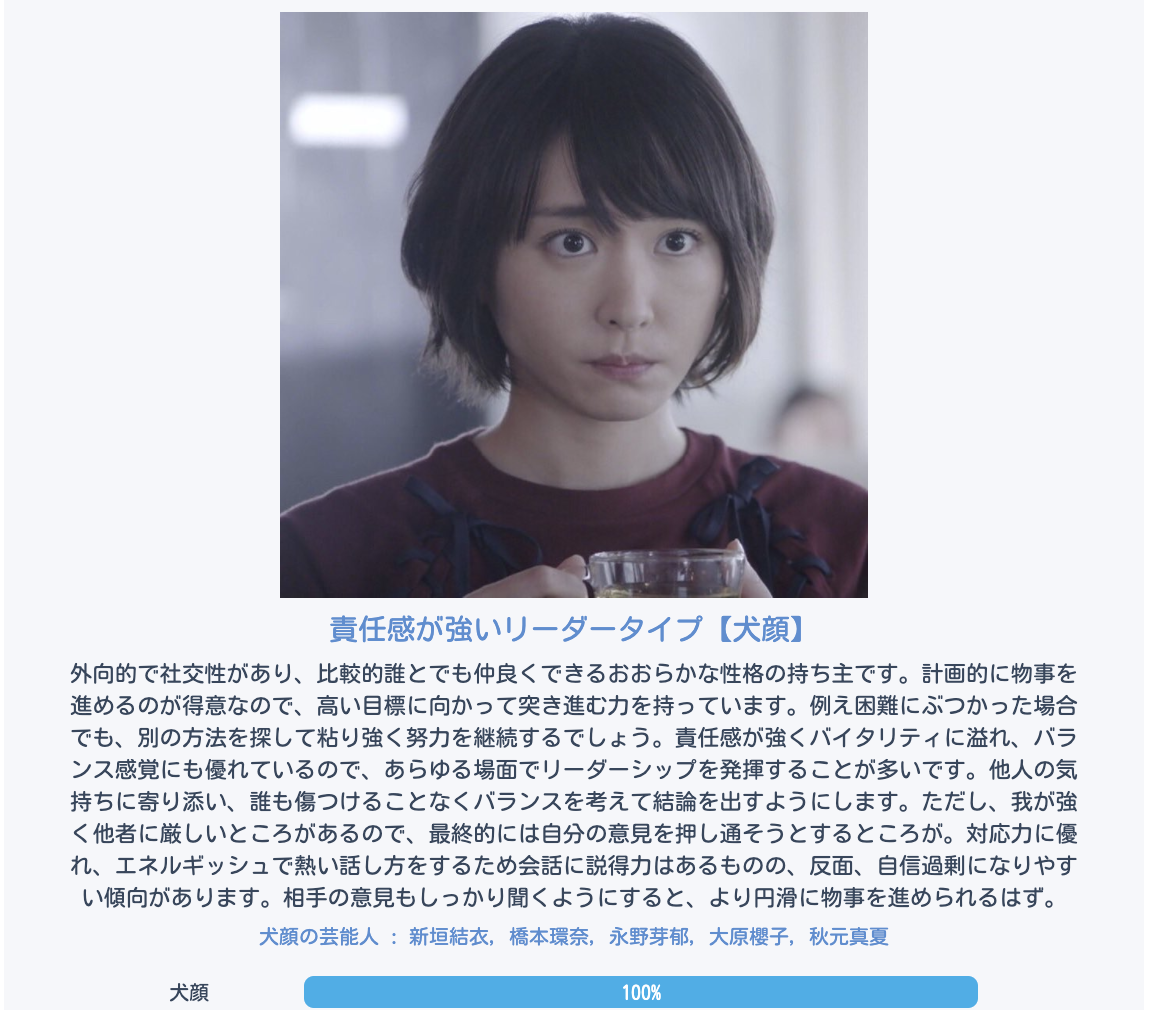 責任感が強いリーダータイプ【犬顔】
外向的で社交性があり、比較的誰とでも仲良くできるおおらかな性格の持ち主です。計画的に物事を
進めるのが得意なので、高い目標に向かって突き進む力を持っています。例え困難にぶつかった場合
でも、別の方法を探して粘り強く努力を継続するでしょう。責任感が強くバイタリティに溢れ、バラ
ンス感覚にも優れているので、あらゆる場面でリーダーシップを発揮することが多いです。他人の気
持ちに寄り添い、誰も傷つけることなくバランスを考えて結論を出すようにします。ただし、我が強
く他者に厳しいところがあるので、最終的には自分の意見を押し通そうとするところが。対応力に優
れ、エネルギッシュで熱い話し方をするため会話に説得力はあるものの、反面、自信過剰になりやす
い傾向があります。相手の意見もしっかり聞くようにすると、より円滑に物事を進められるはず。
犬顔の芸能人 : 新垣結衣, 橋本環奈, 永野芽郁, 大原櫻子, 秋元真夏
犬顔 100%